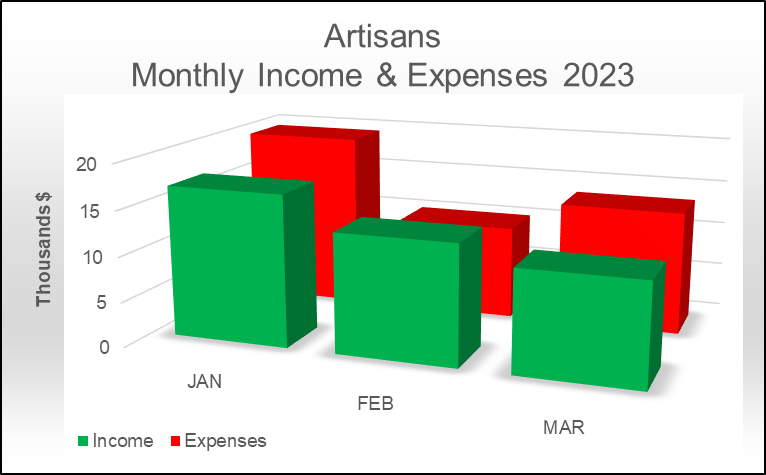 Artisans
Monthly Income & Expenses 2023
Thousands $
20
15
10
5
0
JAN
FEB
MAR
Income
Expenses